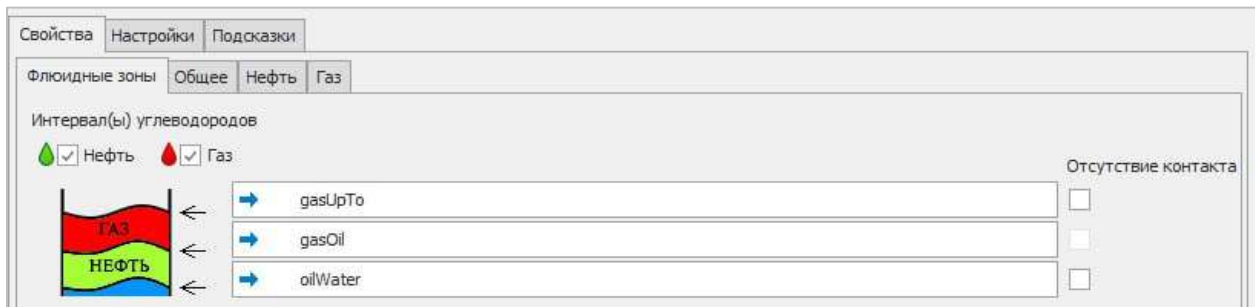 Свойства Настройки Подсказки
Флюидные зоны Общее Нефть Газ
Интервал(ы) углеводородов
Нефть Газ
Отсутствие контакта
gasUpTo
ГАЗ
gasOil
НЕФТЬ
oilWater